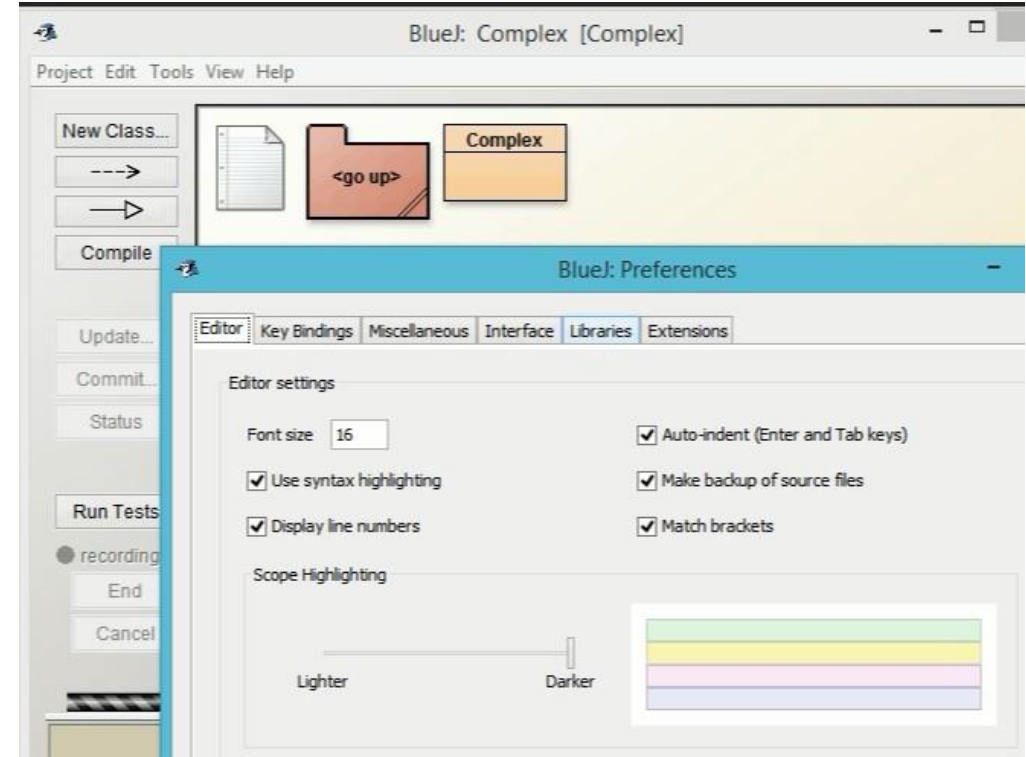 BlueJ: Complex [Complex]
Project Edit Tools View Help
New Class...
Compile
Update...
Commit...
Status
Run Tests
recording
End
Cancel
Complex
<go up>
BlueJ: Preferences
Editor Key Bindings Miscellaneous Interface Libraries Extensions
Editor settings
Font size 16
Auto-indent (Enter and Tab keys)
Use syntax highlighting
Make backup of source files
Display line numbers
Match brackets
Scope Highlighting
Lighter Darker